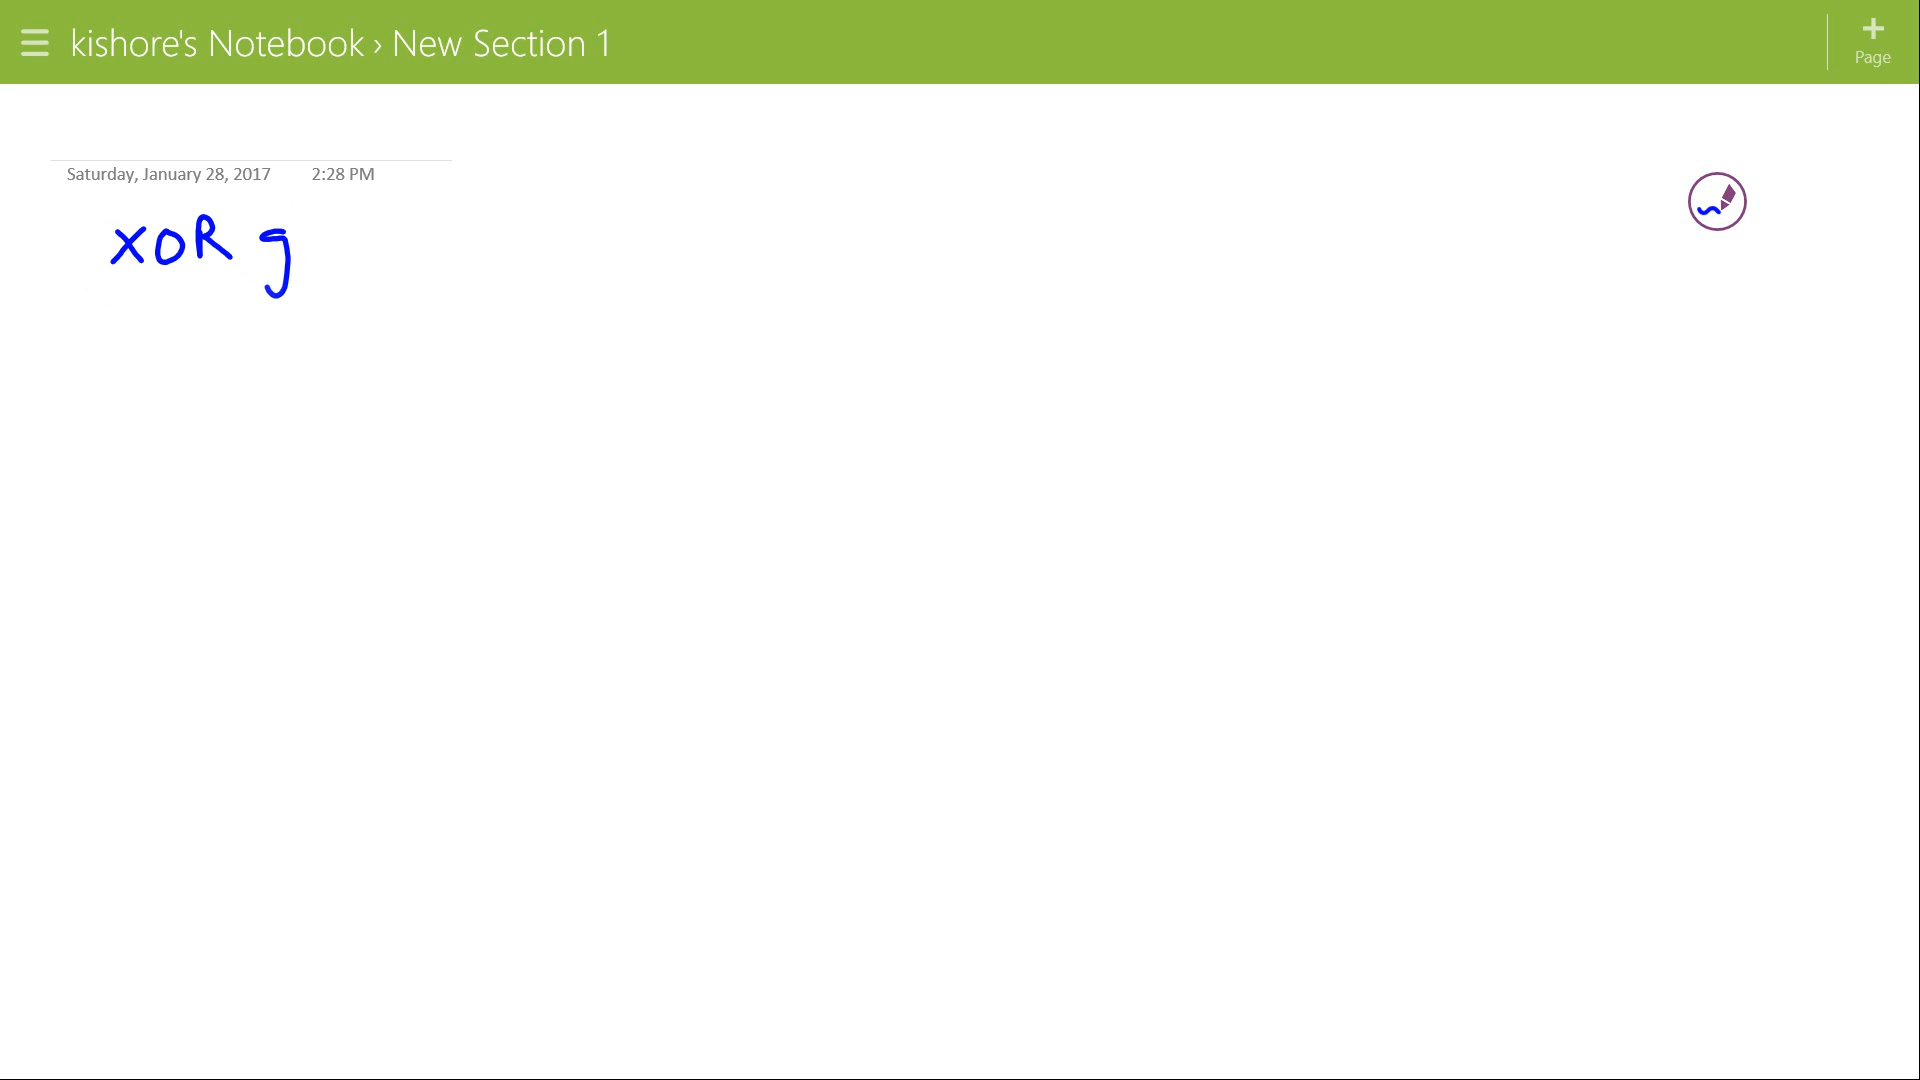 kishore's Notebook › New Section 1
Page
Saturday, January 28, 2017 2:28 PM
XOR g